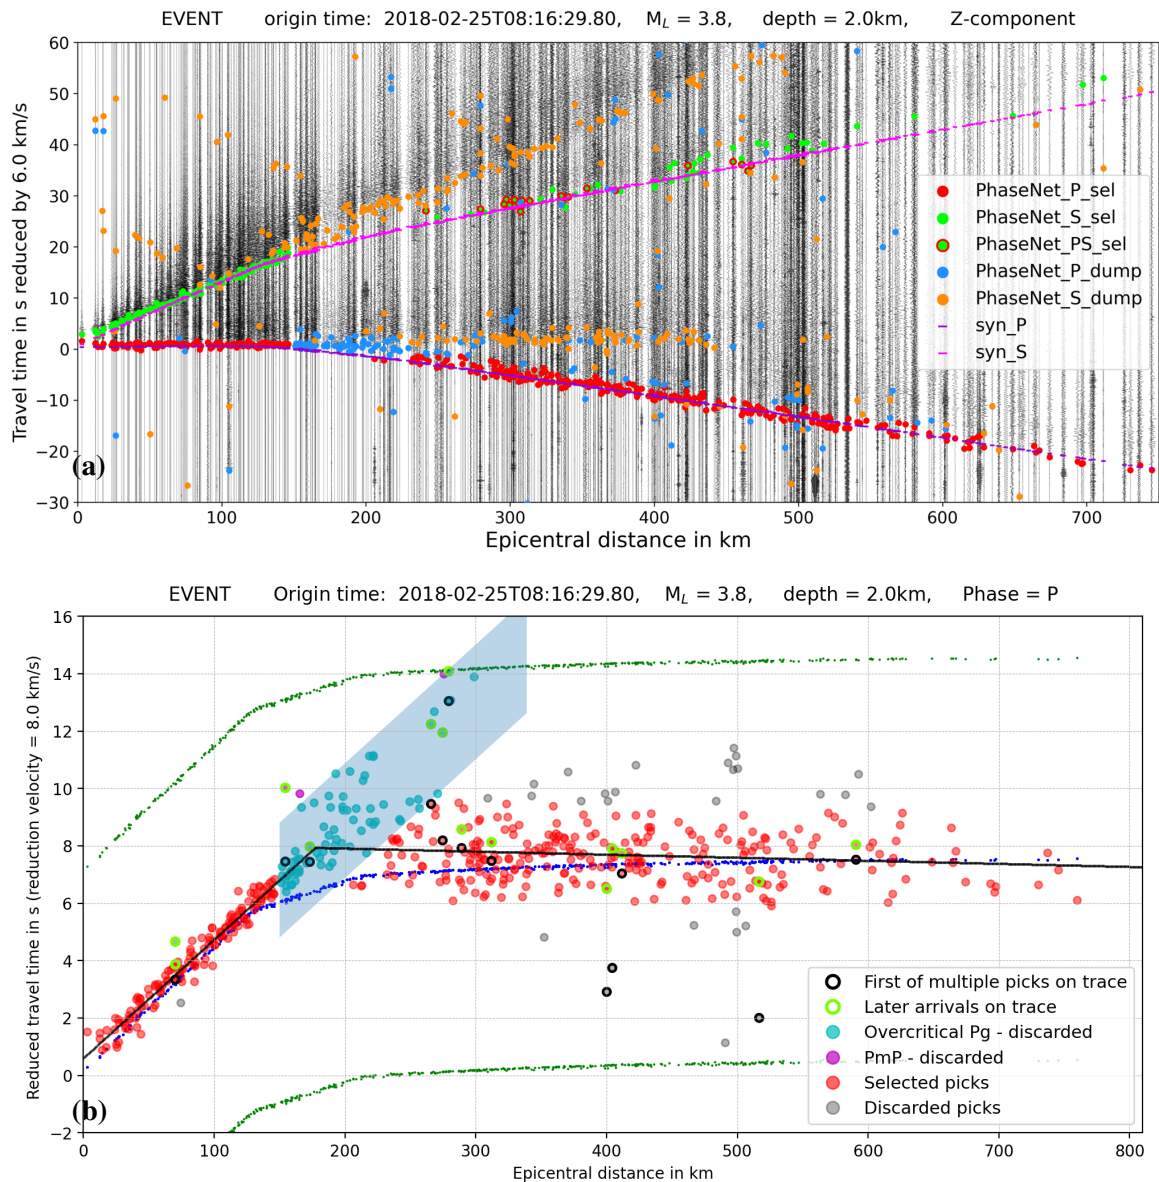 EVENT origin time: 2018-02-25T08:16:29.80, M_L = 3.8, depth = 2.0km, Z-component
Travel time in s reduced by 6.0 km/s
60
50
40
30
20
10
0
−10
−20
−30
PhaseNet_P_sel
PhaseNet_S_sel
PhaseNet_PS_sel
PhaseNet_P_dump
PhaseNet_S_dump
syn_P
syn_S
(a)
0 100 200 300 400 500 600 700
Epicentral distance in km
EVENT Origin time: 2018-02-25T08:16:29.80, M_L = 3.8, depth = 2.0km, Phase = P
Reduced travel time in s (reduction velocity = 8.0 km/s)
16
14
12
10
8
6
4
2
0
−2
First of multiple picks on trace
Later arrivals on trace
Overcritical Pg - discarded
PmP - discarded
Selected picks
Discarded picks
(b)
0 100 200 300 400 500 600 700 800
Epicentral distance in km